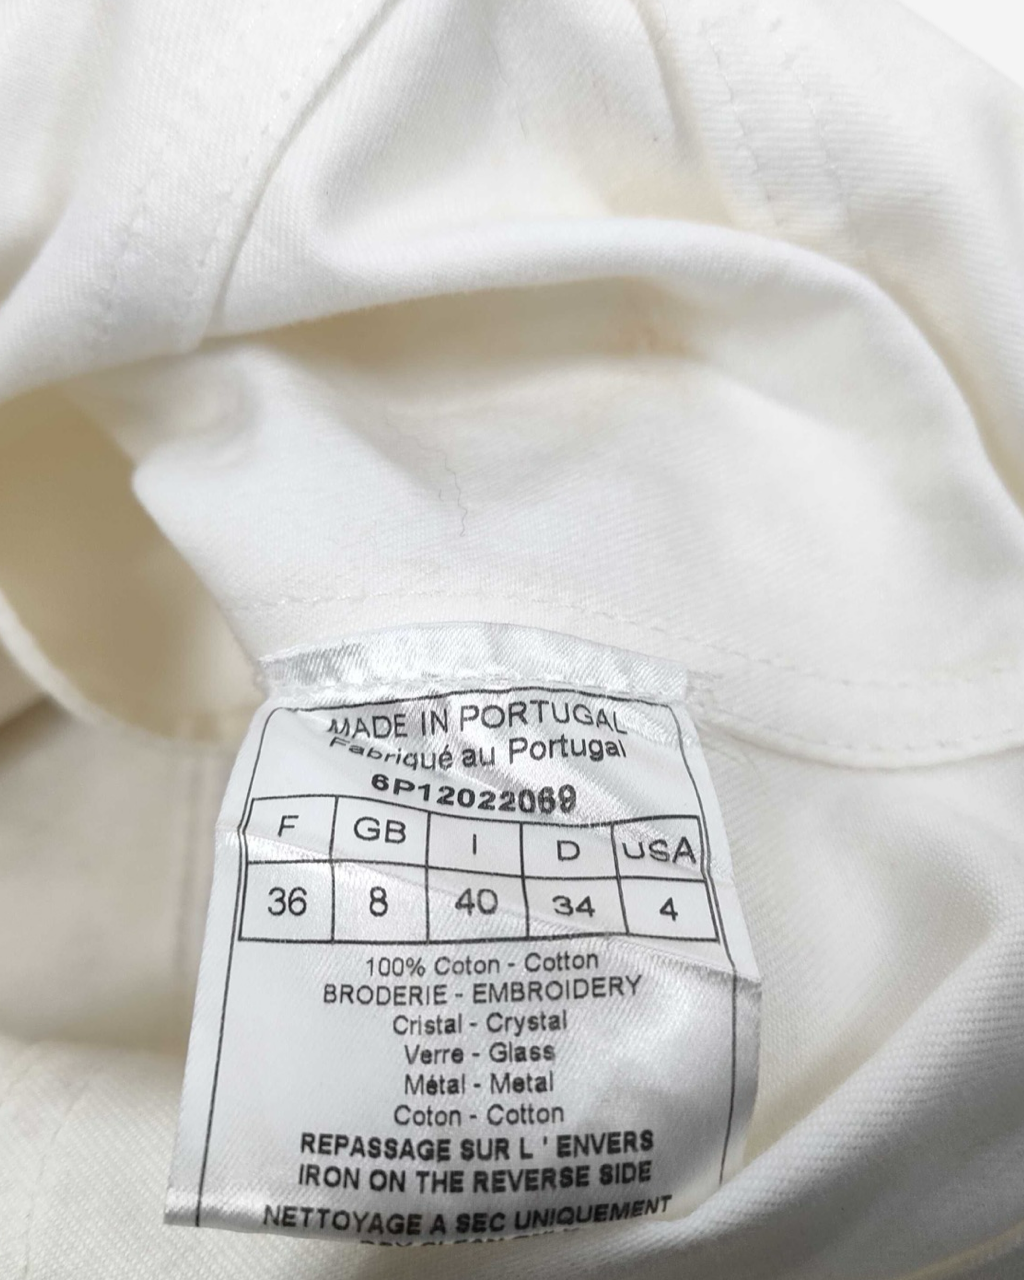 MADE IN PORTUGAL
Fabriqué au Portugal
6P12022069
F GB I D USA
36 8 40 34 4
100% Coton - Cotton
BRODERIE - EMBROIDERY
Cristal - Crystal
Verre - Glass
Métal - Metal
Coton - Cotton
REPASSAGE SUR L ' ENVERS
IRON ON THE REVERSE SIDE
NETTOYAGE A SEC UNIQUEMENT